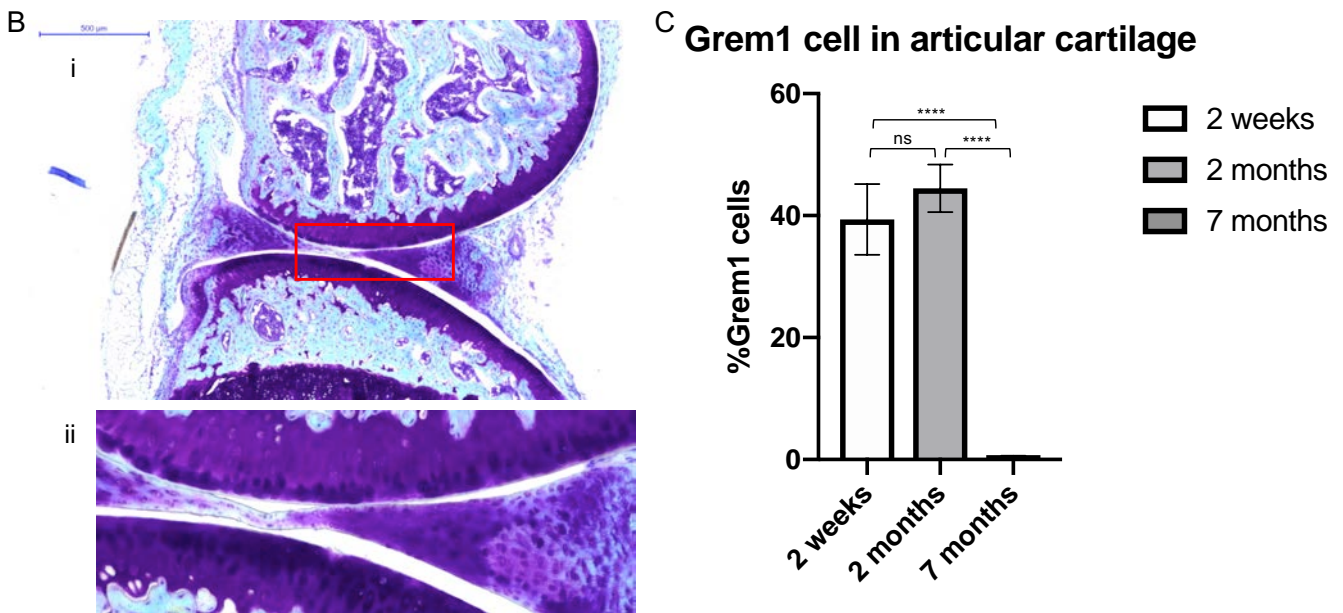 B
500 µm
i
ii
C
Grem1 cell in articular cartilage
%Grem1 cells
60
40
20
0
****
ns
****
2 weeks
2 months
7 months
2 weeks
2 months
7 months